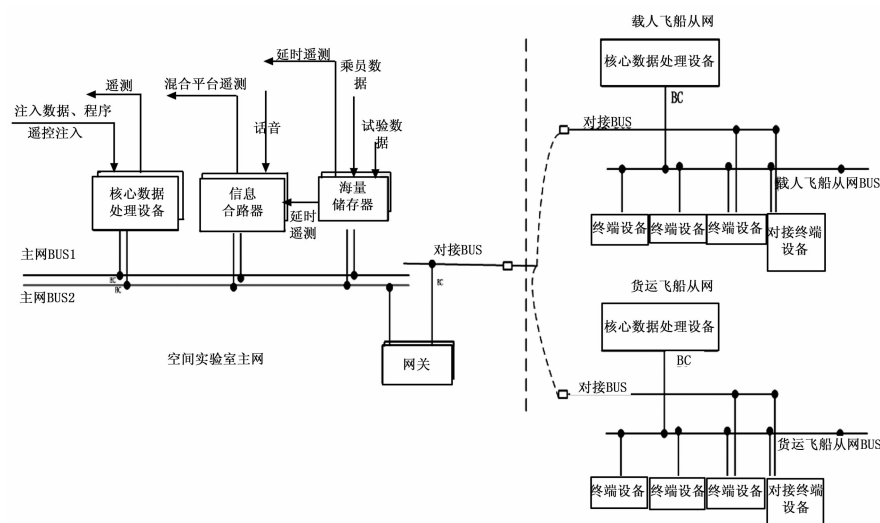 载人飞船从网
核心数据处理设备
BC
对接BUS
载人飞船从网BUS
终端设备
终端设备
终端设备
对接终端
设备
延时遥测
乘员数
据
遥测
混合平台遥测
注入数据、程序
遥控注入
话音
试验数
据
核心数据
处理设备
信息
合路器
海量
储存器
延时
遥测
对接BUS
主网BUS1
BC
BC
BC
主网BUS2
空间实验室主网
网关
货运飞船从网
核心数据处理设备
BC
对接BUS
货运飞船从网BUS
终端设备
终端设备
终端设备
对接终端
设备